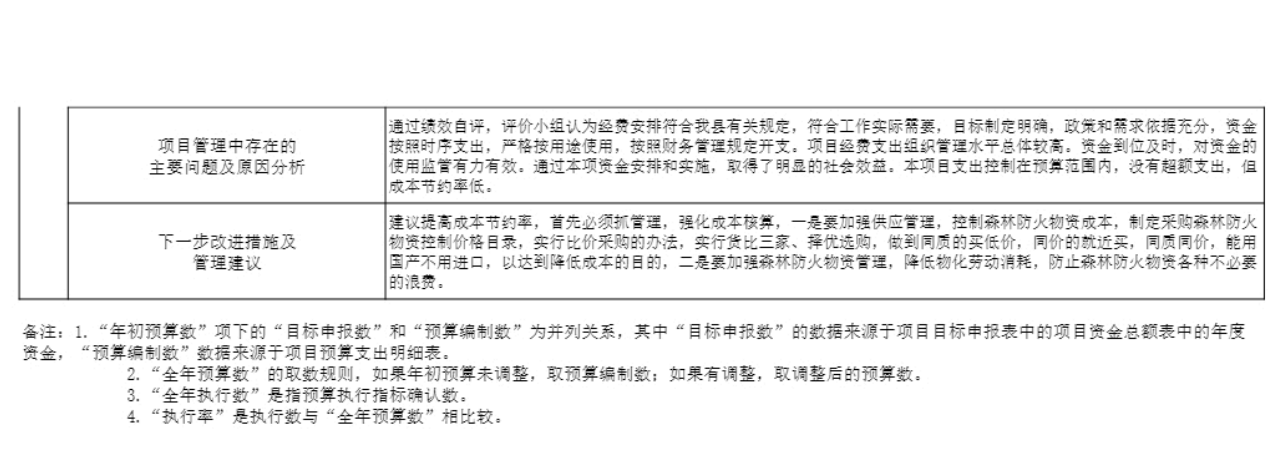 项目管理中存在的
主要问题及原因分析
通过绩效自评，评价小组认为经费安排符合我县有关规定，符合工作实际需要，目标制定明确，政策和需求依据充分，资金
按照时序支出，严格按用途使用，按照财务管理规定开支。项目经费支出组织管理水平总体较高。资金到位及时，对资金的
使用监管有力有效。通过本项资金安排和实施，取得了明显的社会效益。本项目支出控制在预算范围内，没有超额支出，但
成本节约率低。
下一步改进措施及
管理建议
建议提高成本节约率，首先必须抓管理，强化成本核算，一是要加强供应管理，控制森林防火物资成本，制定采购森林防火
物资控制价格目录，实行比价采购的办法，实行货比三家、择优选购，做到同质的买低价，同价的就近买，同质同价，能用
国产不用进口，以达到降低成本的目的，二是要加强森林防火物资管理，降低物化劳动消耗，防止森林防火物资各种不必要
的浪费。
备注：1.“年初预算数”项下的“目标申报数”和“预算编制数”为并列关系，其中“目标申报数”的数据来源于项目目标申报表中的项目资金总额表中的年度
资金，“预算编制数”数据来源于项目预算支出明细表。
2.“全年预算数”的取数规则，如果年初预算未调整，取预算编制数；如果有调整，取调整后的预算数。
3.“全年执行数”是指预算执行指标确认数。
4.“执行率”是执行数与“全年预算数”相比较。